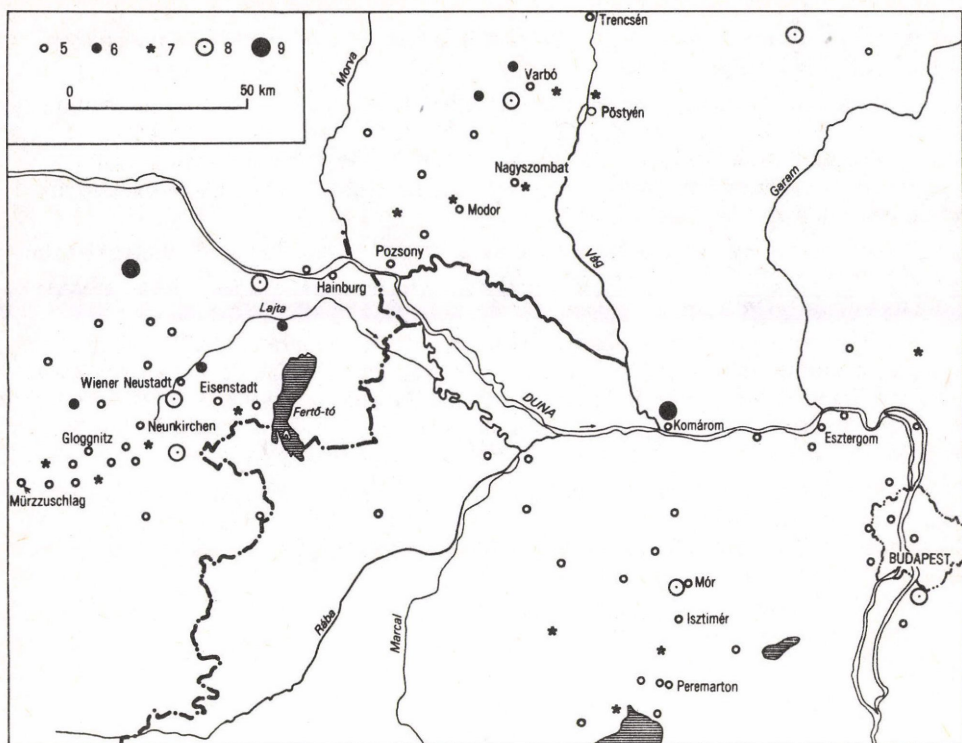 5 6 7 8 9
0 50 km
Morva
Trencsén
Varbó
Pöstyén
Nagyszombat
Modor
Garam
Pozsony
Vág
Hainburg
Lajta
Wiener Neustadt
Eisenstadt
Fertő-tó
DUNA
Neunkirchen
Gloggnitz
Komárom
Esztergom
Mürzzuschlag
BUDAPEST
Mór
Isztimér
Rába
Marcal
Peremarton